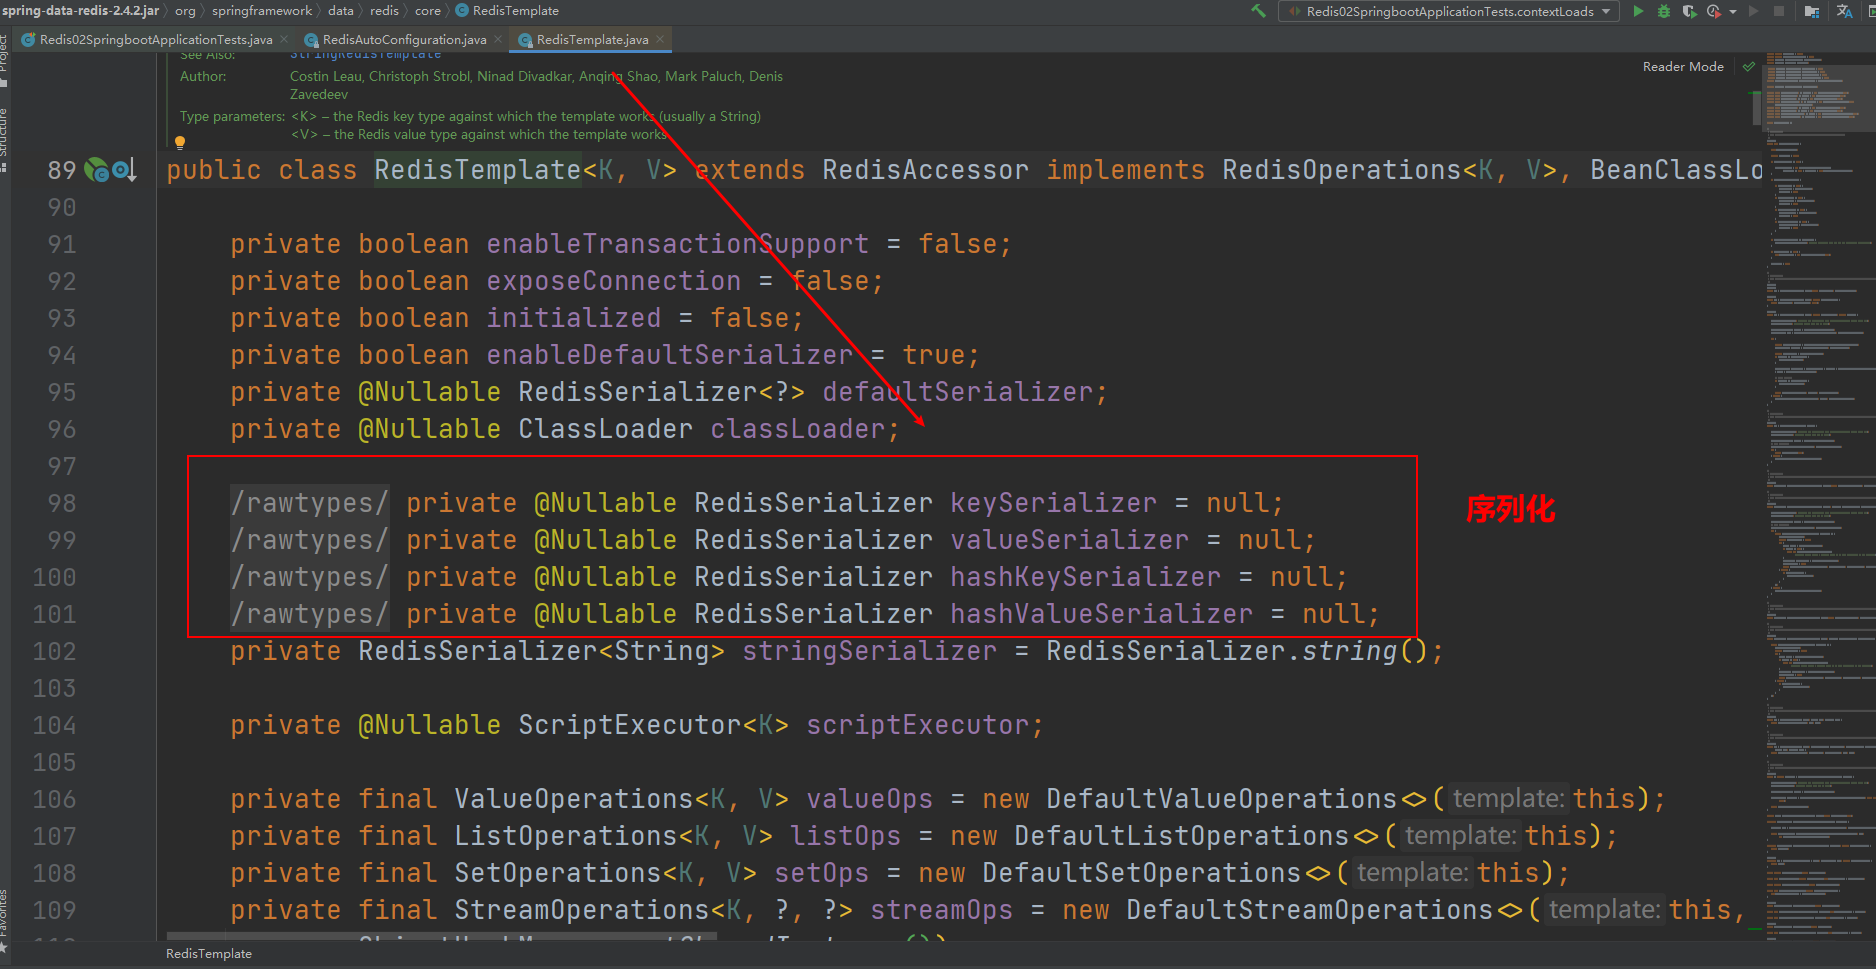 spring-data-redis-2.4.2.jar › org › springframework › data › redis › core › RedisTemplate
Redis02SpringbootApplicationTests.contextLoads
Redis02SpringbootApplicationTests.java
RedisAutoConfiguration.java
RedisTemplate.java
Project
Structure
Favorites
See Also: StringRedisTemplate
Reader Mode
Author: Costin Leau, Christoph Strobl, Ninad Divadkar, Anqing Shao, Mark Paluch, Denis
Zavedeev
Type parameters: <K> – the Redis key type against which the template works (usually a String)
<V> – the Redis value type against which the template works
89 public class RedisTemplate<K, V> extends RedisAccessor implements RedisOperations<K, V>, BeanClassLo
90
91 private boolean enableTransactionSupport = false;
92 private boolean exposeConnection = false;
93 private boolean initialized = false;
94 private boolean enableDefaultSerializer = true;
95 private @Nullable RedisSerializer<?> defaultSerializer;
96 private @Nullable ClassLoader classLoader;
97
98 /rawtypes/ private @Nullable RedisSerializer keySerializer = null;
序列化
99 /rawtypes/ private @Nullable RedisSerializer valueSerializer = null;
100 /rawtypes/ private @Nullable RedisSerializer hashKeySerializer = null;
101 /rawtypes/ private @Nullable RedisSerializer hashValueSerializer = null;
102 private RedisSerializer<String> stringSerializer = RedisSerializer.string();
103
104 private @Nullable ScriptExecutor<K> scriptExecutor;
105
106 private final ValueOperations<K, V> valueOps = new DefaultValueOperations<>( template: this);
107 private final ListOperations<K, V> listOps = new DefaultListOperations<>( template: this);
108 private final SetOperations<K, V> setOps = new DefaultSetOperations<>( template: this);
109 private final StreamOperations<K, ?, ?> streamOps = new DefaultStreamOperations<>( template: this,
RedisTemplate